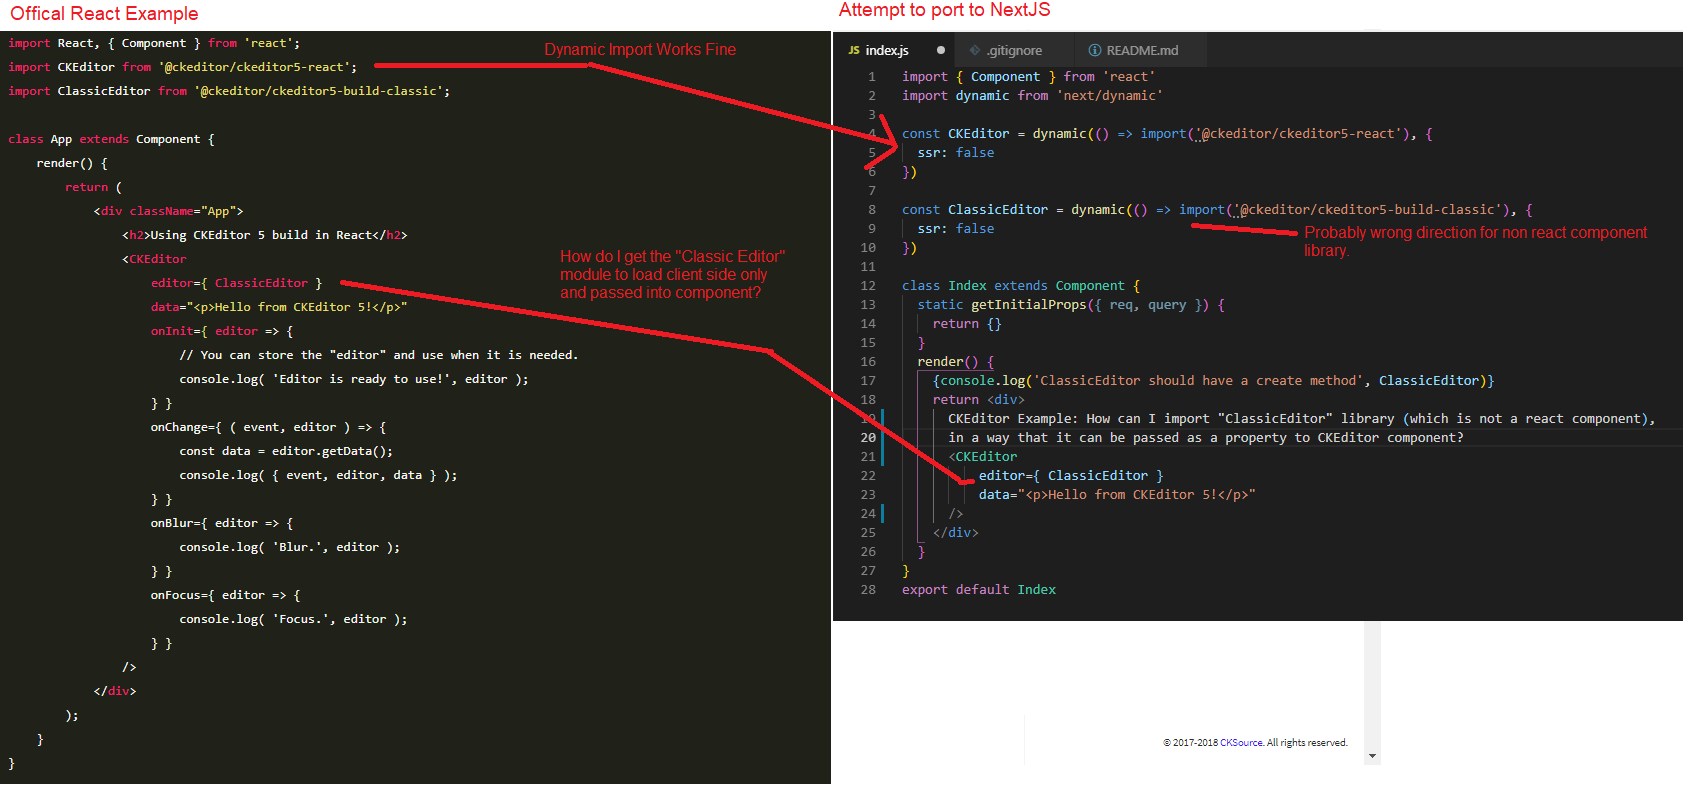 Offical React Example
import React, { Component } from 'react';
import CKEditor from '@ckeditor/ckeditor5-react';
import ClassicEditor from '@ckeditor/ckeditor5-build-classic';
class App extends Component {
render() {
return (
<div className="App">
<h2>Using CKEditor 5 build in React</h2>
<CKEditor
editor={ ClassicEditor }
data="<p>Hello from CKEditor 5!</p>"
onInit={ editor => {
// You can store the "editor" and use when it is needed.
console.log( 'Editor is ready to use!', editor );
} }
onChange={ ( event, editor ) => {
const data = editor.getData();
console.log( { event, editor, data } );
} }
onBlur={ editor => {
console.log( 'Blur.', editor );
} }
onFocus={ editor => {
console.log( 'Focus.', editor );
} }
/>
</div>
);
}
}
Dynamic Import Works Fine
How do I get the "Classic Editor"
module to load client side only
and passed into component?
Attempt to port to NextJS
JS index.js ● .gitignore README.md
1 import { Component } from 'react'
2 import dynamic from 'next/dynamic'
3
4 const CKEditor = dynamic(() => import('@ckeditor/ckeditor5-react'), {
5 ssr: false
6 })
7
8 const ClassicEditor = dynamic(() => import('@ckeditor/ckeditor5-build-classic'), {
9 ssr: false
10 })
11
12 class Index extends Component {
13 static getInitialProps({ req, query }) {
14 return {}
15 }
16 render() {
17 {console.log('ClassicEditor should have a create method', ClassicEditor)}
18 return <div>
19 CKEditor Example: How can I import "ClassicEditor" library (which is not a react component),
20 in a way that it can be passed as a property to CKEditor component?
21 <CKEditor
22 editor={ ClassicEditor }
23 data="<p>Hello from CKEditor 5!</p>"
24 />
25 </div>
26 }
27 }
28 export default Index
Probably wrong direction for non react component
library.
© 2017-2018 CKSource. All rights reserved.